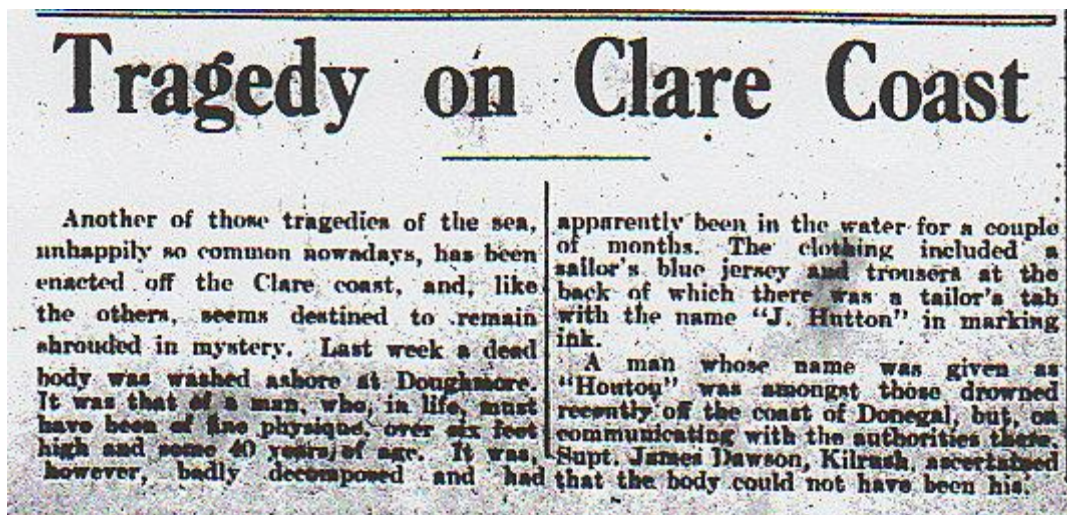 Tragedy on Clare Coast
Another of those tragedies of the sea,
unhappily so common nowadays, has been
enacted off the Clare coast, and, like
the others, seems destined to remain
shrouded in mystery. Last week a dead
body was washed ashore at Doughmore.
It was that of a man, who, in life, must
have been of fine physique, over six feet
high and some 40 years, of age. It was,
however, badly decomposed and had
apparently been in the water for a couple
of months. The clothing included a
sailor's blue jersey and trousers at the
back of which there was a tailor's tab
with the name "J. Hutton" in marking
ink.
A man whose name was given as
"Houton" was amongst those drowned
recently off the coast of Donegal, but, on
communicating with the authorities there,
Supt. James Dawson, Kilrush, ascertained
that the body could not have been his.